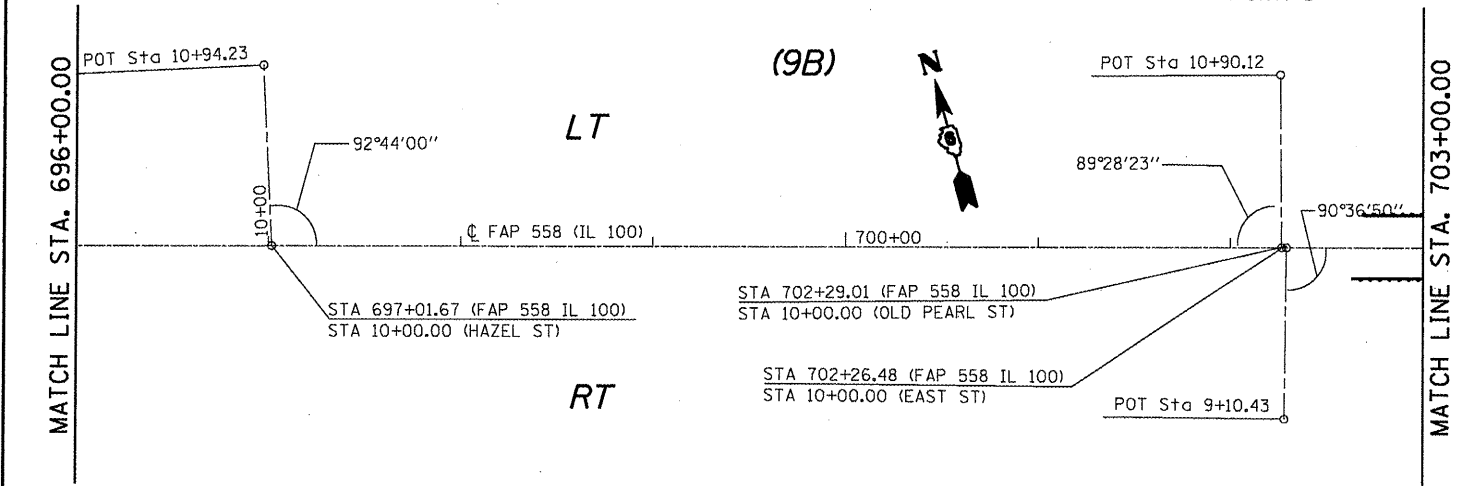 MATCH LINE STA. 696+00.00
POT Sta 10+94.23
10+00
92°44'00"
LT
(9B)
N
POT Sta 10+90.12
89°28'23"
90°36'50"
℄ FAP 558 (IL 100)
700+00
STA 697+01.67 (FAP 558 IL 100)
STA 10+00.00 (HAZEL ST)
STA 702+29.01 (FAP 558 IL 100)
STA 10+00.00 (OLD PEARL ST)
STA 702+26.48 (FAP 558 IL 100)
STA 10+00.00 (EAST ST)
RT
POT Sta 9+10.43
MATCH LINE STA. 703+00.00